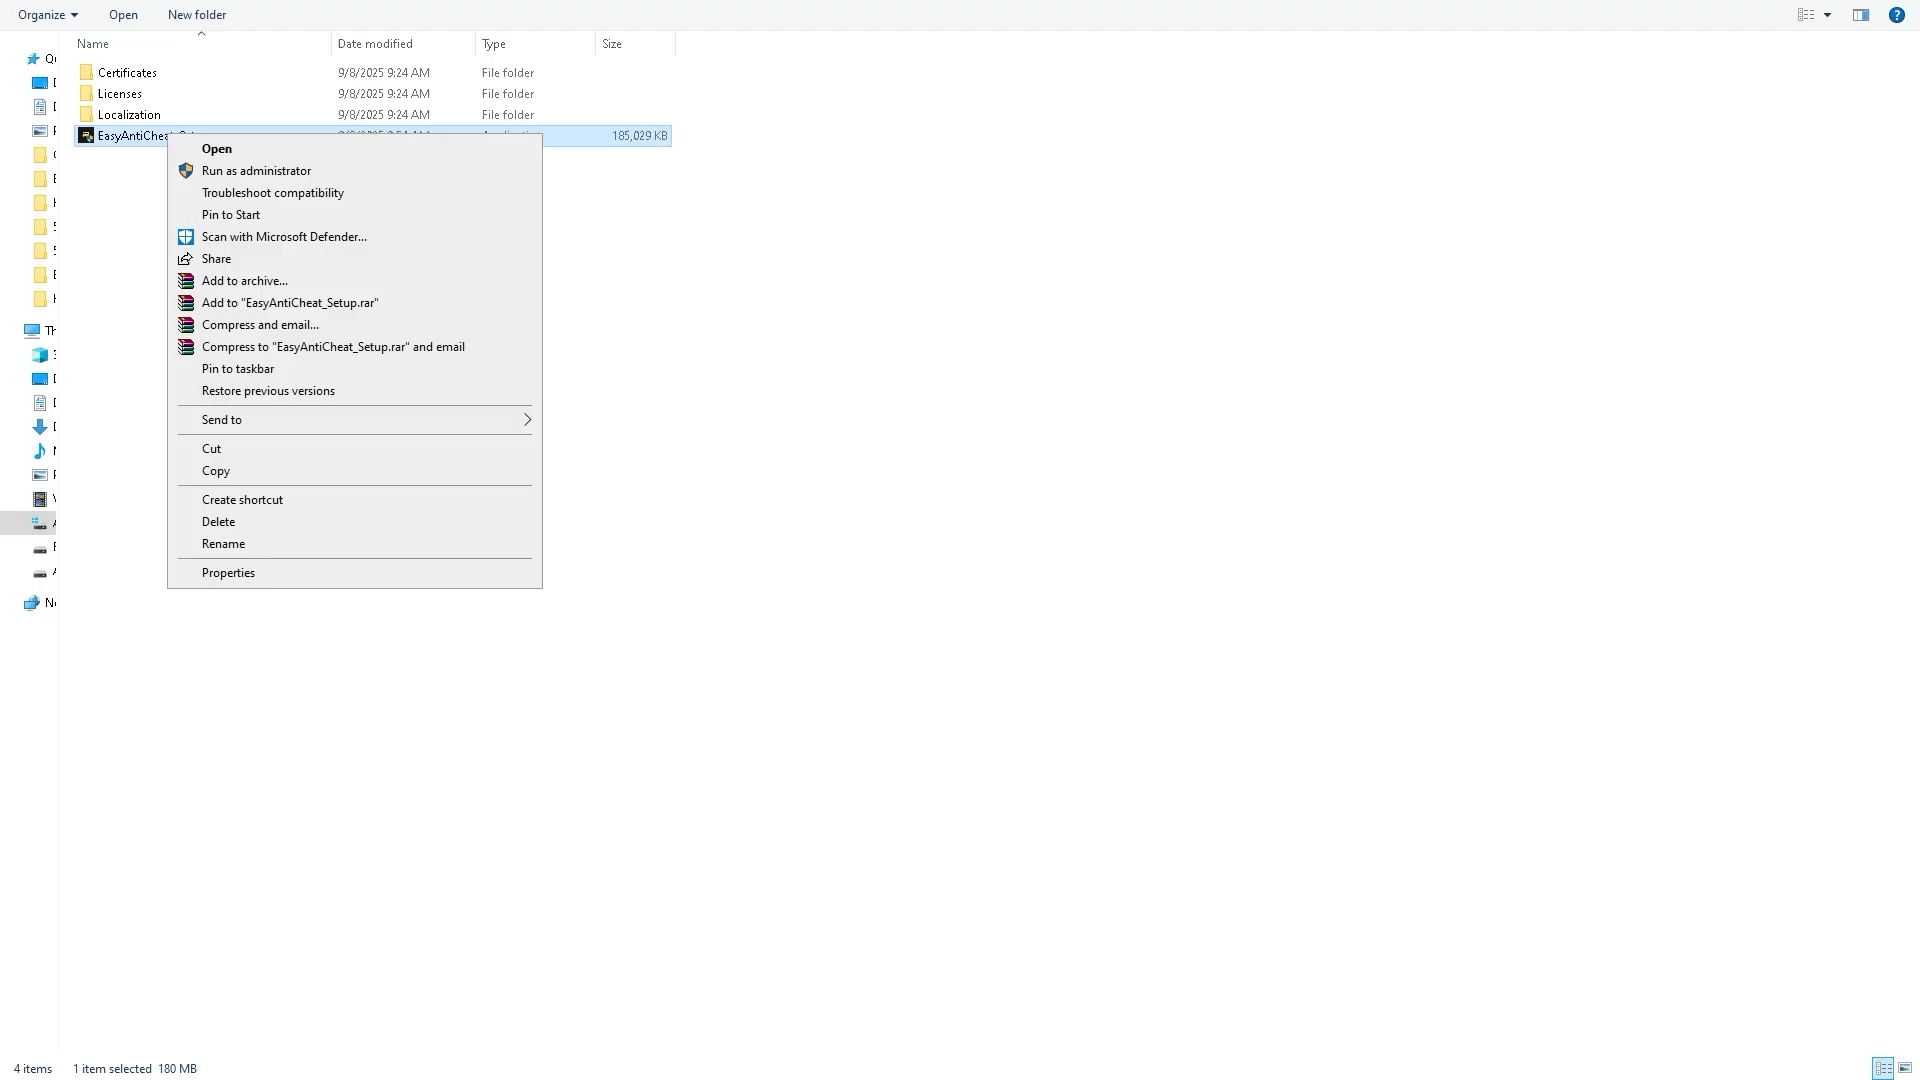 Organize
Open
New folder
Name
Date modified
Type
Size
Certificates
9/8/2025 9:24 AM
File folder
Licenses
9/8/2025 9:24 AM
File folder
Localization
9/8/2025 9:24 AM
File folder
185,029 KB
Open
Run as administrator
Troubleshoot compatibility
Pin to Start
Scan with Microsoft Defender...
Share
Add to archive...
Add to "EasyAntiCheat_Setup.rar"
Compress and email...
Compress to "EasyAntiCheat_Setup.rar" and email
Pin to taskbar
Restore previous versions
Send to
Cut
Copy
Create shortcut
Delete
Rename
Properties
4 items
1 item selected 180 MB